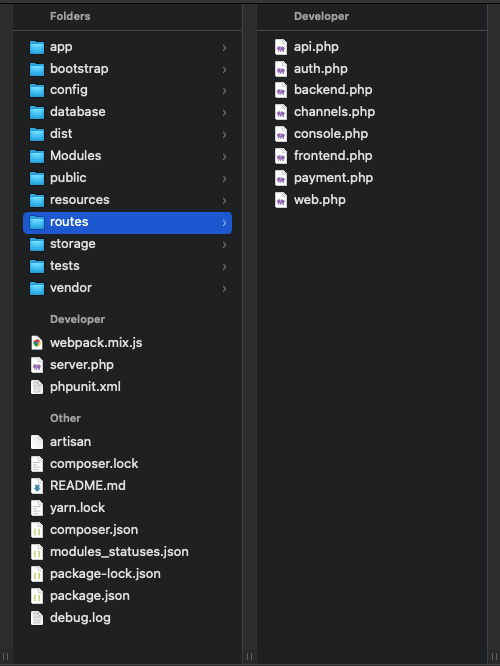 Folders
app
bootstrap
config
database
dist
Modules
public
resources
routes
storage
tests
vendor
Developer
webpack.mix.js
server.php
phpunit.xml
Other
artisan
composer.lock
README.md
yarn.lock
composer.json
modules_statuses.json
package-lock.json
package.json
debug.log
Developer
api.php
auth.php
backend.php
channels.php
console.php
frontend.php
payment.php
web.php